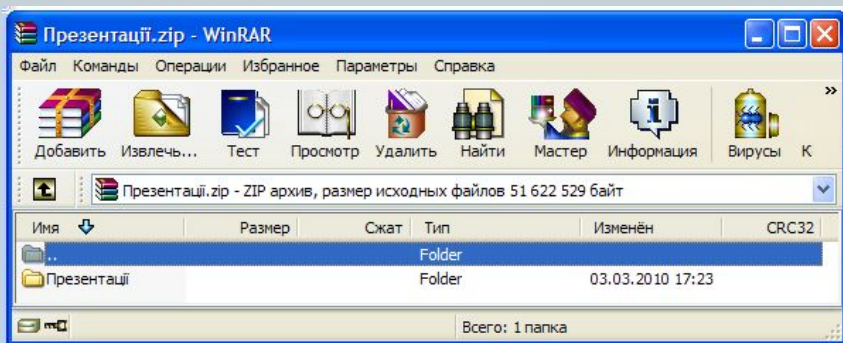 Презентації.zip - WinRAR
Файл Команды Операции Избранное Параметры Справка
Добавить Извлечь... Тест Просмотр Удалить Найти Мастер Информация Вирусы К »
Презентації.zip - ZIP архив, размер исходных файлов 51 622 529 байт
Имя Размер Сжат Тип Изменён CRC32
.. Folder
Презентації Folder 03.03.2010 17:23
Всего: 1 папка